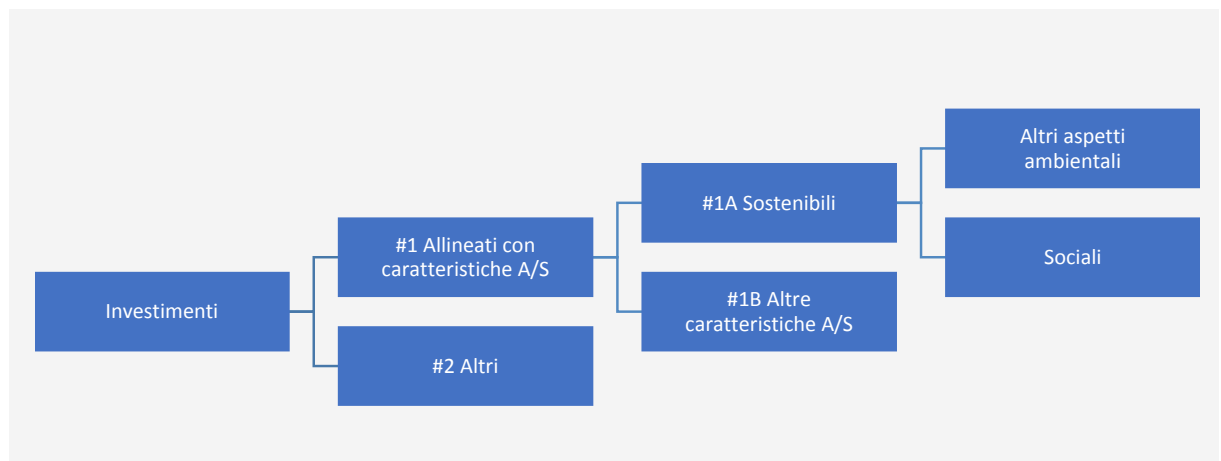 Investimenti
#1 Allineati con
caratteristiche A/S
#2 Altri
#1A Sostenibili
#1B Altre
caratteristiche A/S
Altri aspetti
ambientali
Sociali